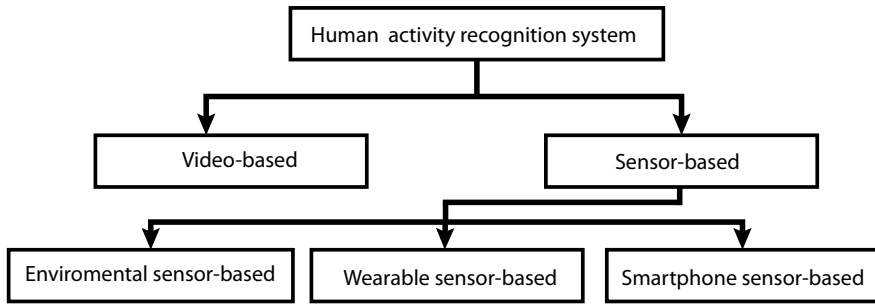 Human activity recognition system
Video-based
Sensor-based
Enviromental sensor-based
Wearable sensor-based
Smartphone sensor-based